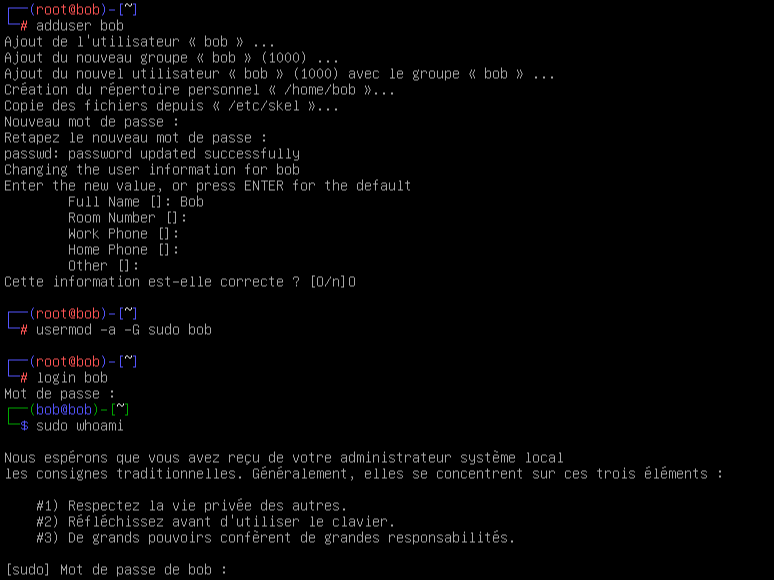 ┌──(root@bob)-[~]
└─# adduser bob
Ajout de l'utilisateur « bob » ...
Ajout du nouveau groupe « bob » (1000) ...
Ajout du nouvel utilisateur « bob » (1000) avec le groupe « bob » ...
Création du répertoire personnel « /home/bob »...
Copie des fichiers depuis « /etc/skel »...
Nouveau mot de passe :
Retapez le nouveau mot de passe :
passwd: password updated successfully
Changing the user information for bob
Enter the new value, or press ENTER for the default
Full Name []: Bob
Room Number []:
Work Phone []:
Home Phone []:
Other []:
Cette information est-elle correcte ? [O/n]O
┌──(root@bob)-[~]
└─# usermod -a -G sudo bob
┌──(root@bob)-[~]
└─# login bob
Mot de passe :
┌──(bob@bob)-[~]
└─$ sudo whoami
Nous espérons que vous avez reçu de votre administrateur système local
les consignes traditionnelles. Généralement, elles se concentrent sur ces trois éléments :
#1) Respectez la vie privée des autres.
#2) Réfléchissez avant d'utiliser le clavier.
#3) De grands pouvoirs confèrent de grandes responsabilités.
[sudo] Mot de passe de bob :